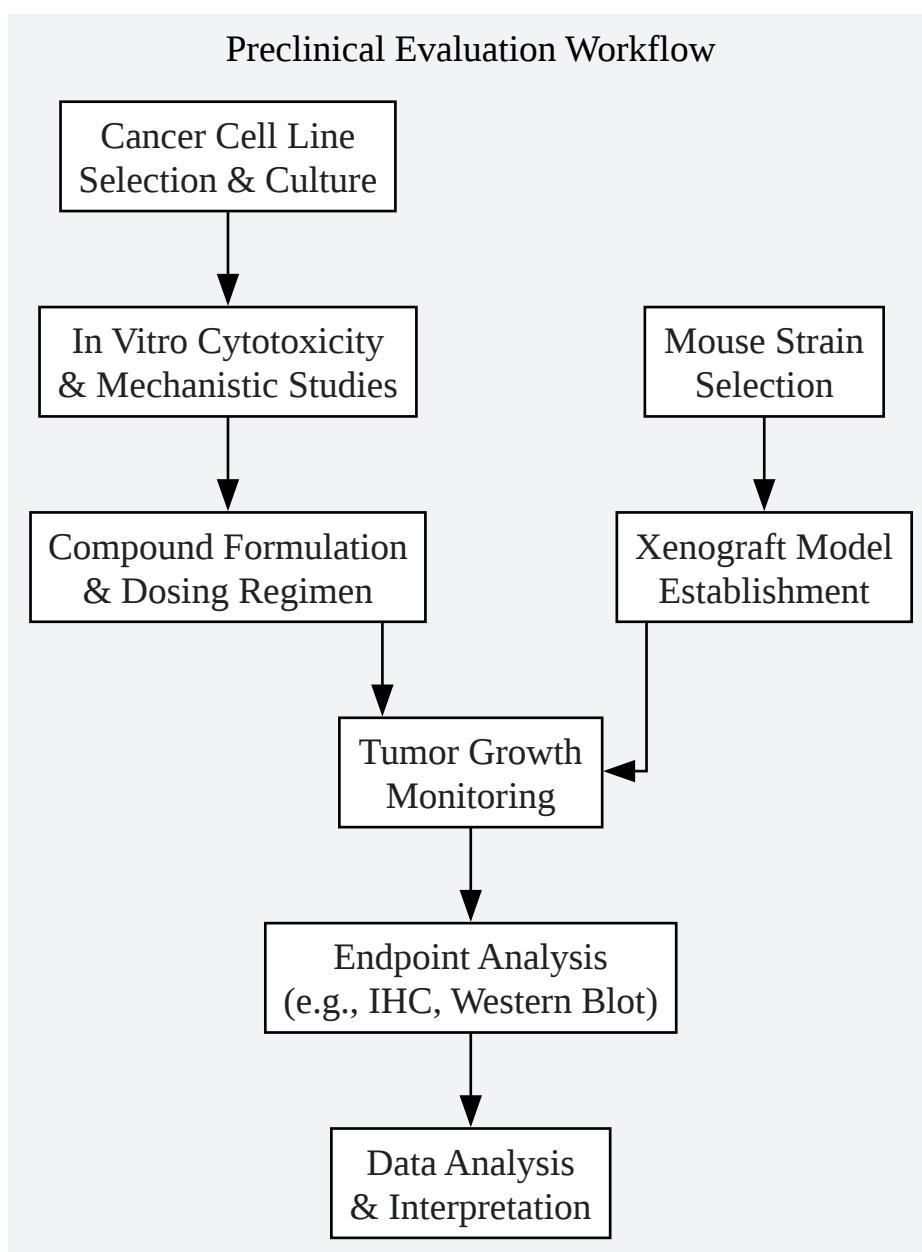 Preclinical Evaluation Workflow
Cancer Cell Line
Selection & Culture
In Vitro Cytotoxicity
& Mechanistic Studies
Mouse Strain
Selection
Compound Formulation
& Dosing Regimen
Xenograft Model
Establishment
Tumor Growth
Monitoring
Endpoint Analysis
(e.g., IHC, Western Blot)
Data Analysis
& Interpretation